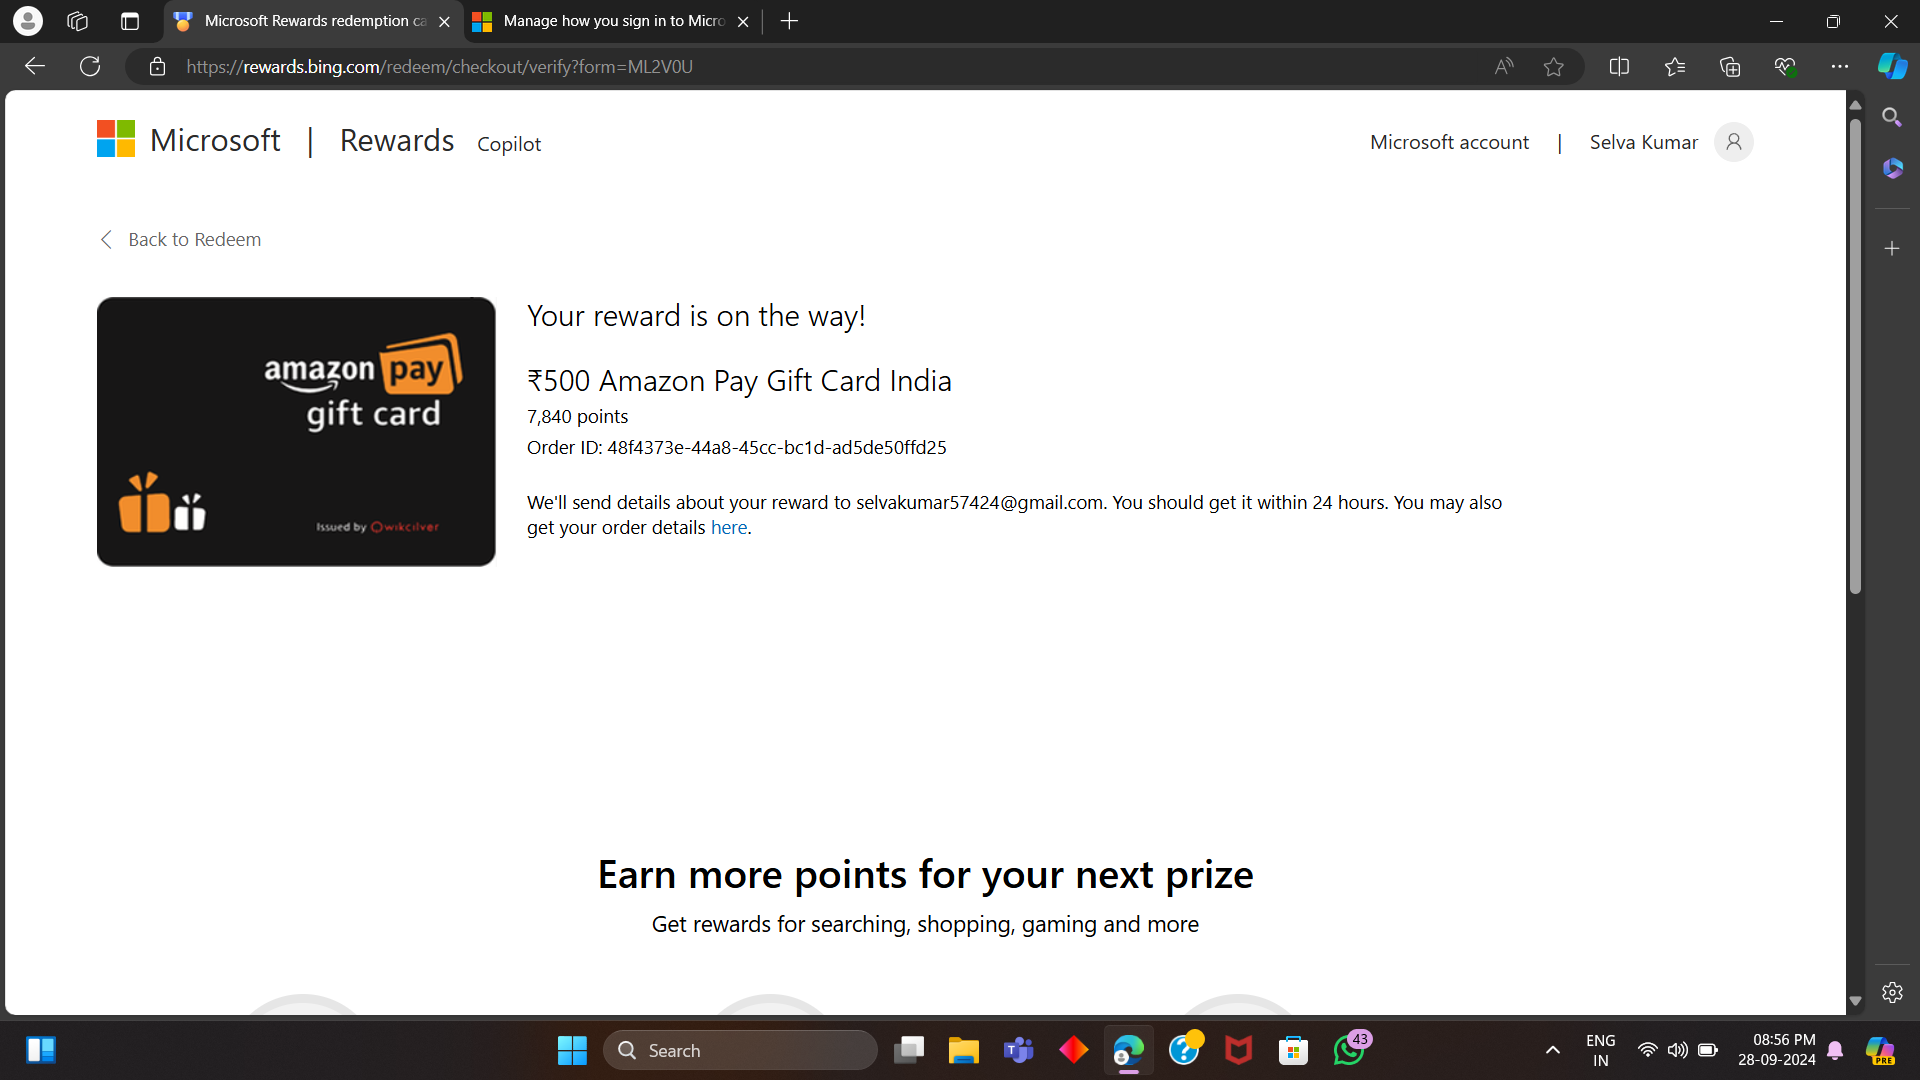 Microsoft Rewards redemption ca
Manage how you sign in to Micro
https://rewards.bing.com/redeem/checkout/verify?form=ML2V0U
Microsoft | Rewards Copilot
Microsoft account | Selva Kumar
Back to Redeem
amazon pay
gift card
Issued by Qwikcilver
Your reward is on the way!
₹500 Amazon Pay Gift Card India
7,840 points
Order ID: 48f4373e-44a8-45cc-bc1d-ad5de50ffd25
We'll send details about your reward to selvakumar57424@gmail.com. You should get it within 24 hours. You may also
get your order details here.
Earn more points for your next prize
Get rewards for searching, shopping, gaming and more
Search
43
ENG
IN
08:56 PM
28-09-2024
PRE